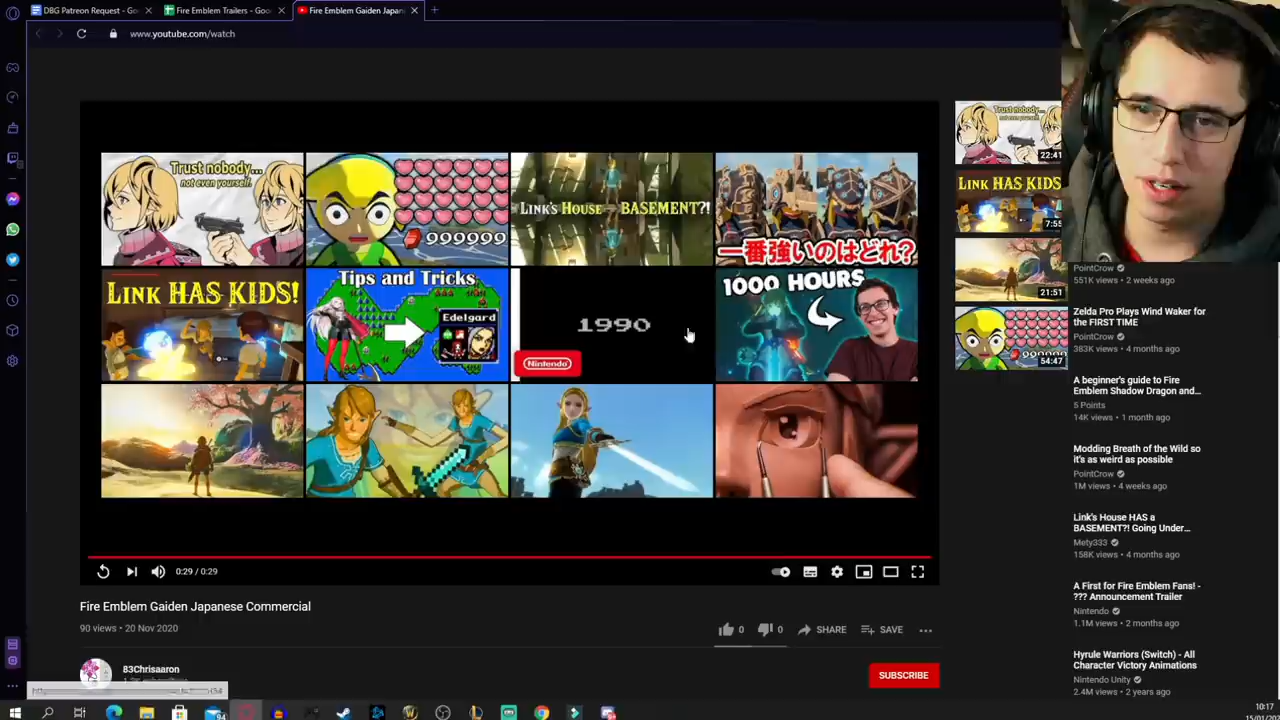 DBG Patreon Request - Go
Fire Emblem Trailers - Goo
Fire Emblem Gaiden Japan
www.youtube.com/watch
Trust nobody...
not even yourself.
999999
LINK'S HOUSE BASEMENT?!
一番強いのはどれ?
LINK HAS KIDS!
Tips and Tricks
Edelgard
1990
Nintendo
1000 HOURS
0:29 / 0:29
Fire Emblem Gaiden Japanese Commercial
90 views • 20 Nov 2020
0
0
SHARE
SAVE
83Chrisaaron
SUBSCRIBE
Trust nobody...
not even yourself.
22:41
LINK HAS KIDS
7:55
21:51
54:47
PointCrow
551K views • 2 weeks ago
Zelda Pro Plays Wind Waker for
the FIRST TIME
PointCrow
383K views • 4 months ago
A beginner's guide to Fire
Emblem Shadow Dragon and...
5 Points
14K views • 1 month ago
Modding Breath of the Wild so
it's as weird as possible
PointCrow
1M views • 4 weeks ago
Link's House HAS a
BASEMENT?! Going Under...
Mety333
158K views • 4 months ago
A First for Fire Emblem Fans! -
??? Announcement Trailer
Nintendo
1.1M views • 2 months ago
Hyrule Warriors (Switch) - All
Character Victory Animations
Nintendo Unity
2.4M views • 2 years ago
10:17